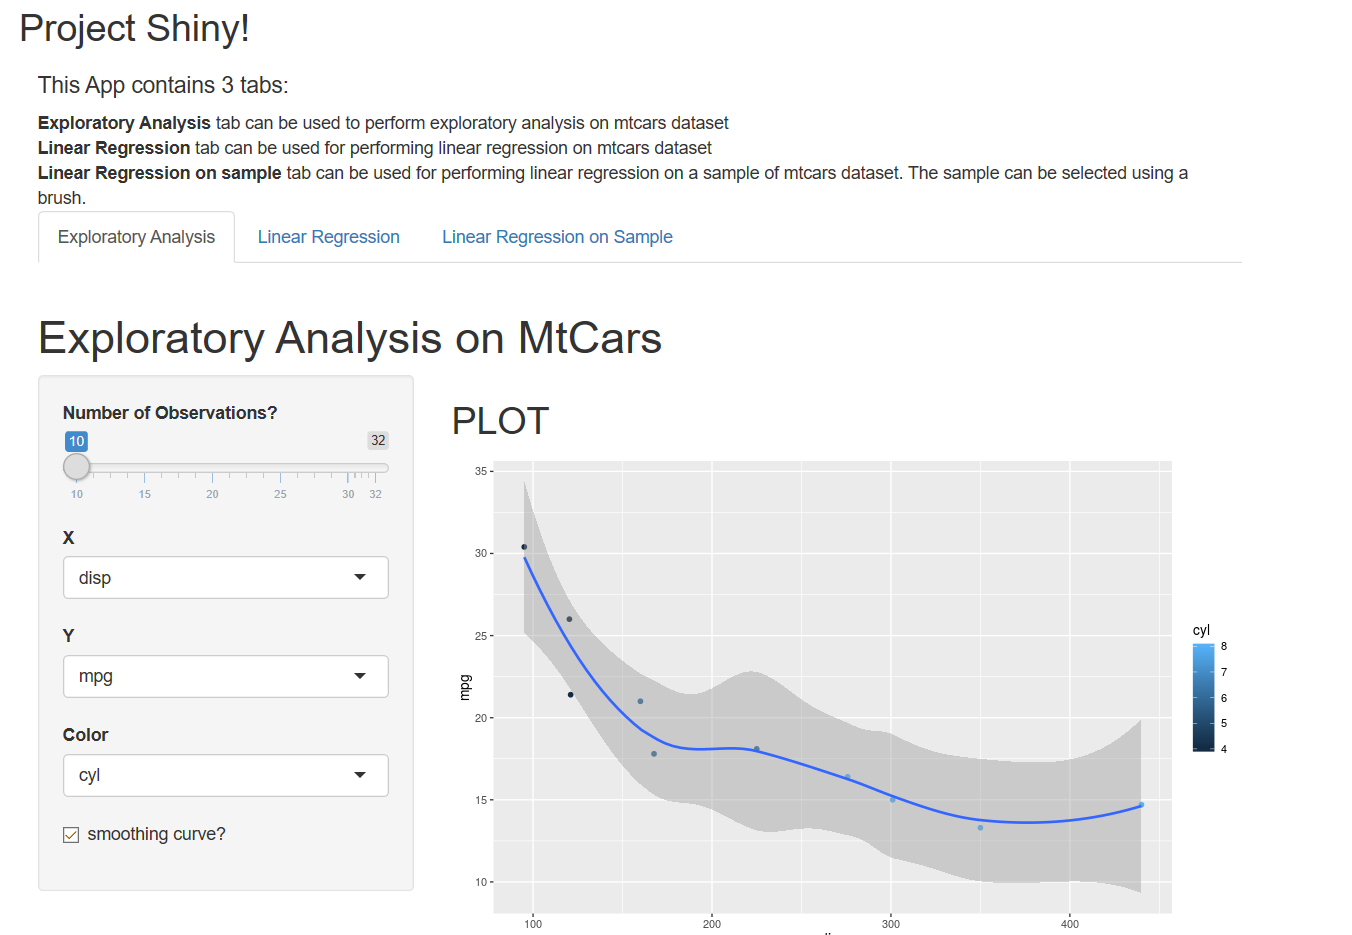 Project Shiny!
This App contains 3 tabs:
Exploratory Analysis tab can be used to perform exploratory analysis on mtcars dataset
Linear Regression tab can be used for performing linear regression on mtcars dataset
Linear Regression on sample tab can be used for performing linear regression on a sample of mtcars dataset. The sample can be selected using a
brush.
Exploratory Analysis Linear Regression Linear Regression on Sample
Exploratory Analysis on MtCars
Number of Observations?
10 32
10 15 20 25 30 32
X
disp
Y
mpg
Color
cyl
smoothing curve?
PLOT
35
30
25
20
15
10
mpg
100 200 300 400
cyl
8
7
6
5
4